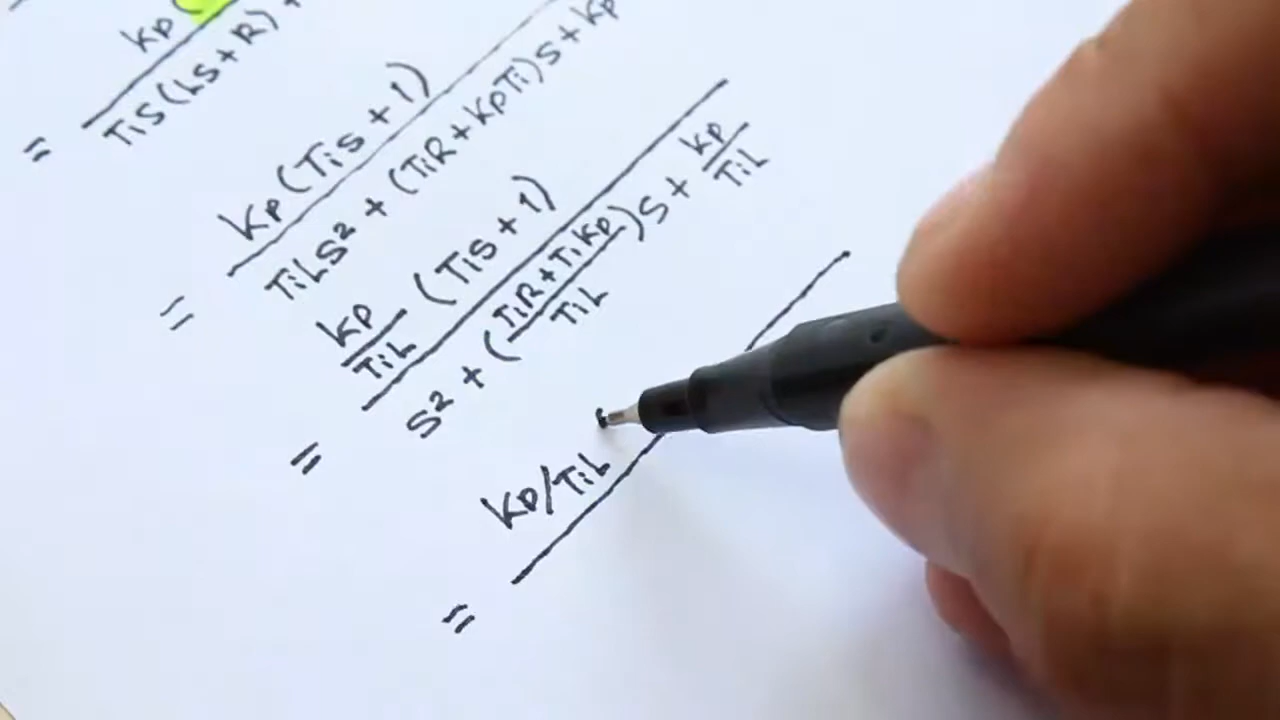 kp(
= TiS(LS+R)+
kp(Tis+1)
= TiLS² + (TiR+kpTi)S+kp
kp/TiL (Tis+1)
= S² + (TiR+Tikp/TiL)S + kp/TiL
kp/TiL
=